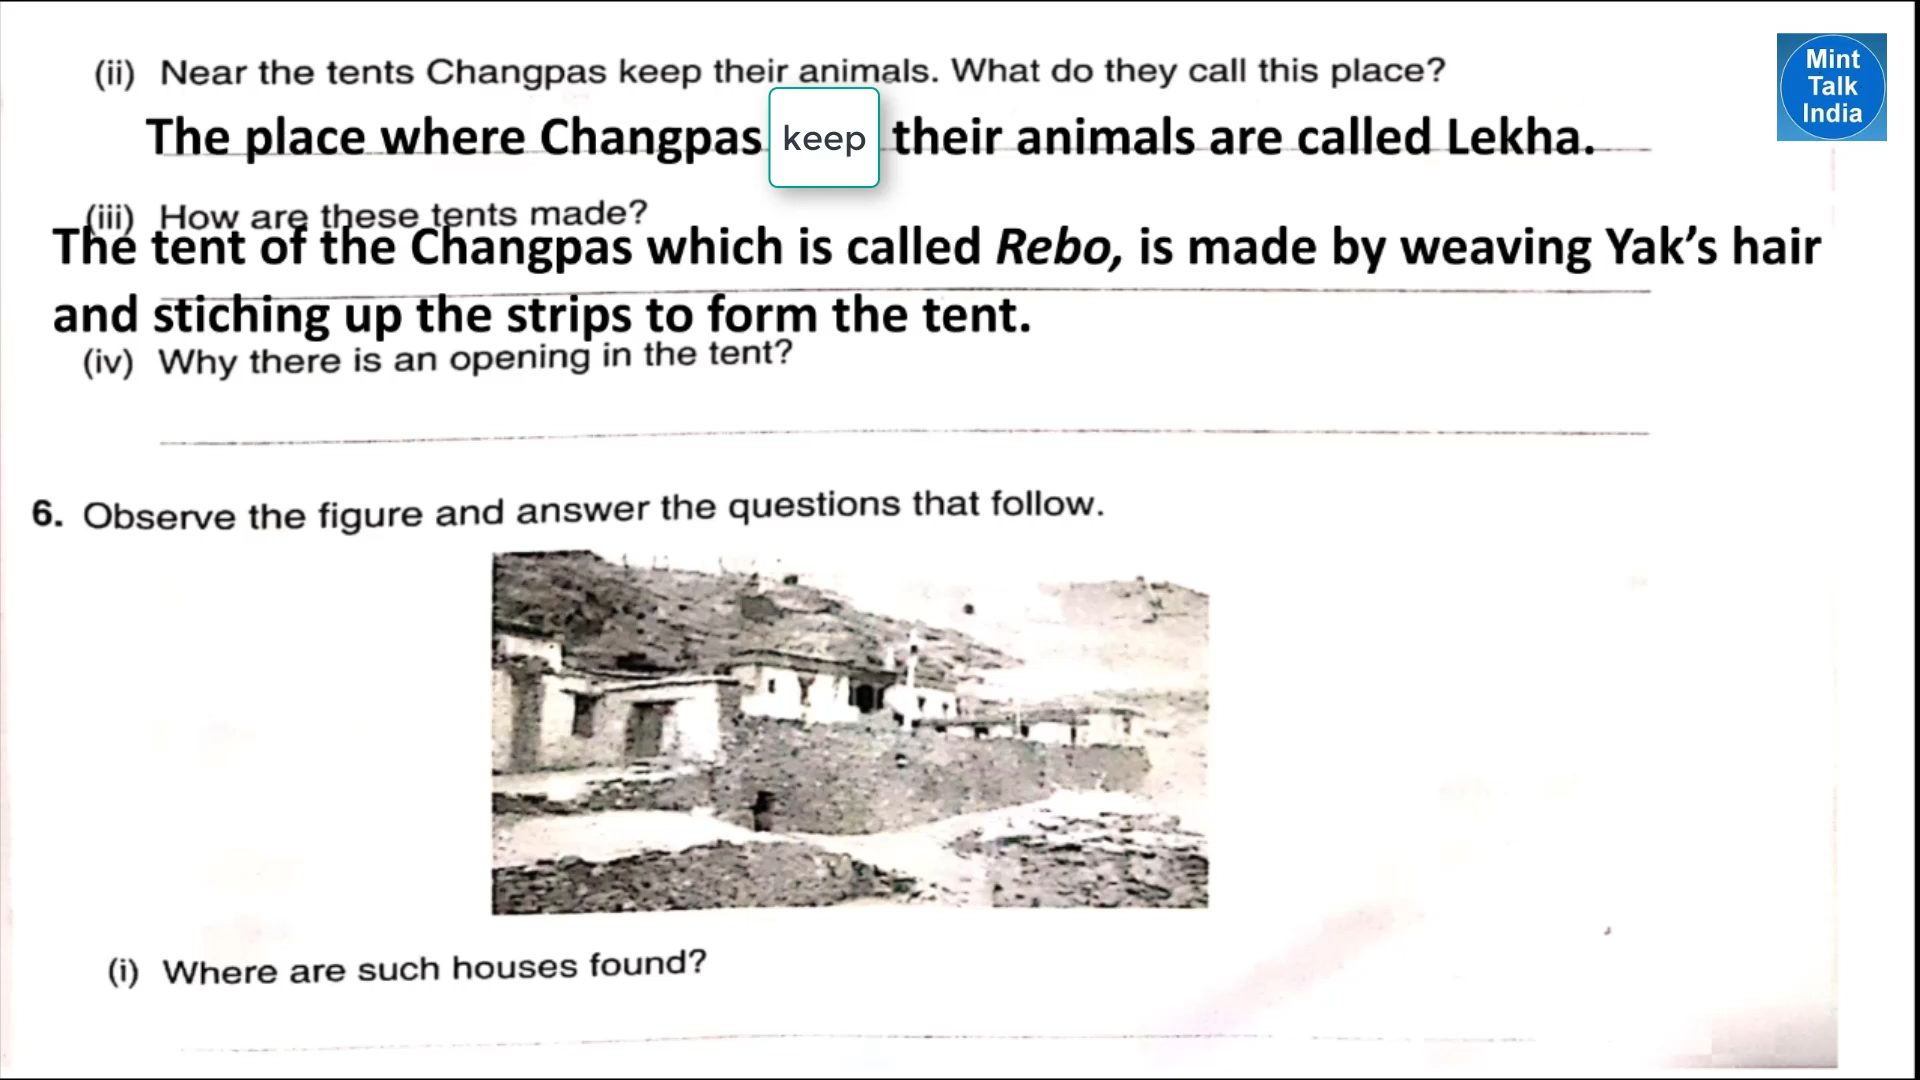 (ii) Near the tents Changpas keep their animals. What do they call this place?
The place where Changpas keep their animals are called Lekha.
(iii) How are these tents made?
The tent of the Changpas which is called Rebo, is made by weaving Yak's hair
and stiching up the strips to form the tent.
(iv) Why there is an opening in the tent?
6. Observe the figure and answer the questions that follow.
(i) Where are such houses found?
Mint
Talk
India